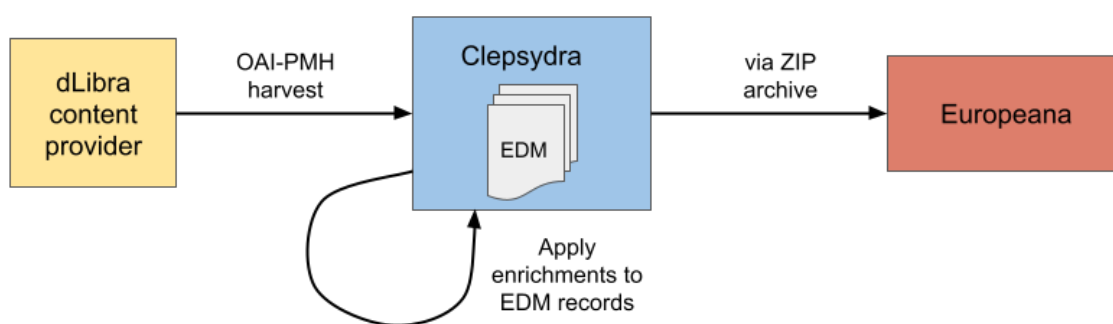 dLibra
content
provider
OAI-PMH
harvest
Clepsydra
EDM
Apply
enrichments to
EDM records
via ZIP
archive
Europeana